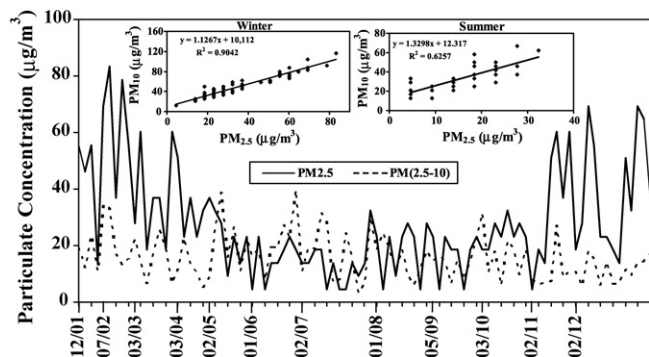 Winter
y = 1.1267x + 10,112
R² = 0.9042
PM₁₀ (µg/m³)
160
120
80
40
0
0 20 40 60 80
PM₂.₅ (µg/m³)
Summer
y = 1.3298x + 12.317
R² = 0.6257
PM₁₀ (µg/m³)
80
60
40
20
0
0 10 20 30 40
PM₂.₅ (µg/m³)
PM2.5
PM(2.5-10)
Particulate Concentration (µg/m³)
100
80
60
40
20
0
12/01
07/02
03/03
03/04
02/05
01/06
02/07
01/08
05/09
03/10
02/11
02/12